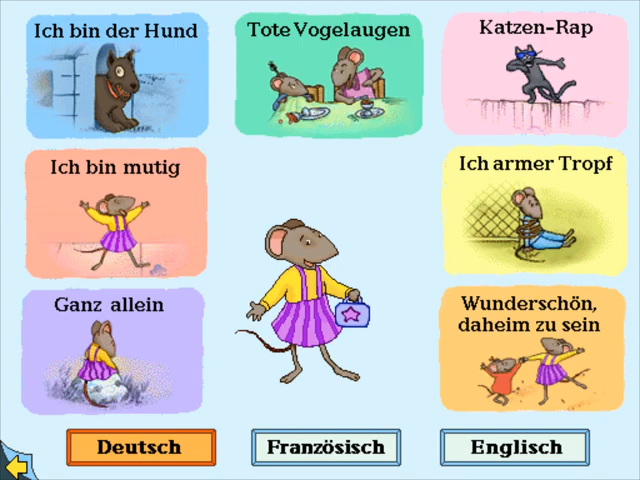 Ich bin der Hund
Tote Vogelaugen
Katzen-Rap
Ich bin mutig
Ich armer Tropf
Ganz allein
Wunderschön,
daheim zu sein
Deutsch
Französisch
Englisch